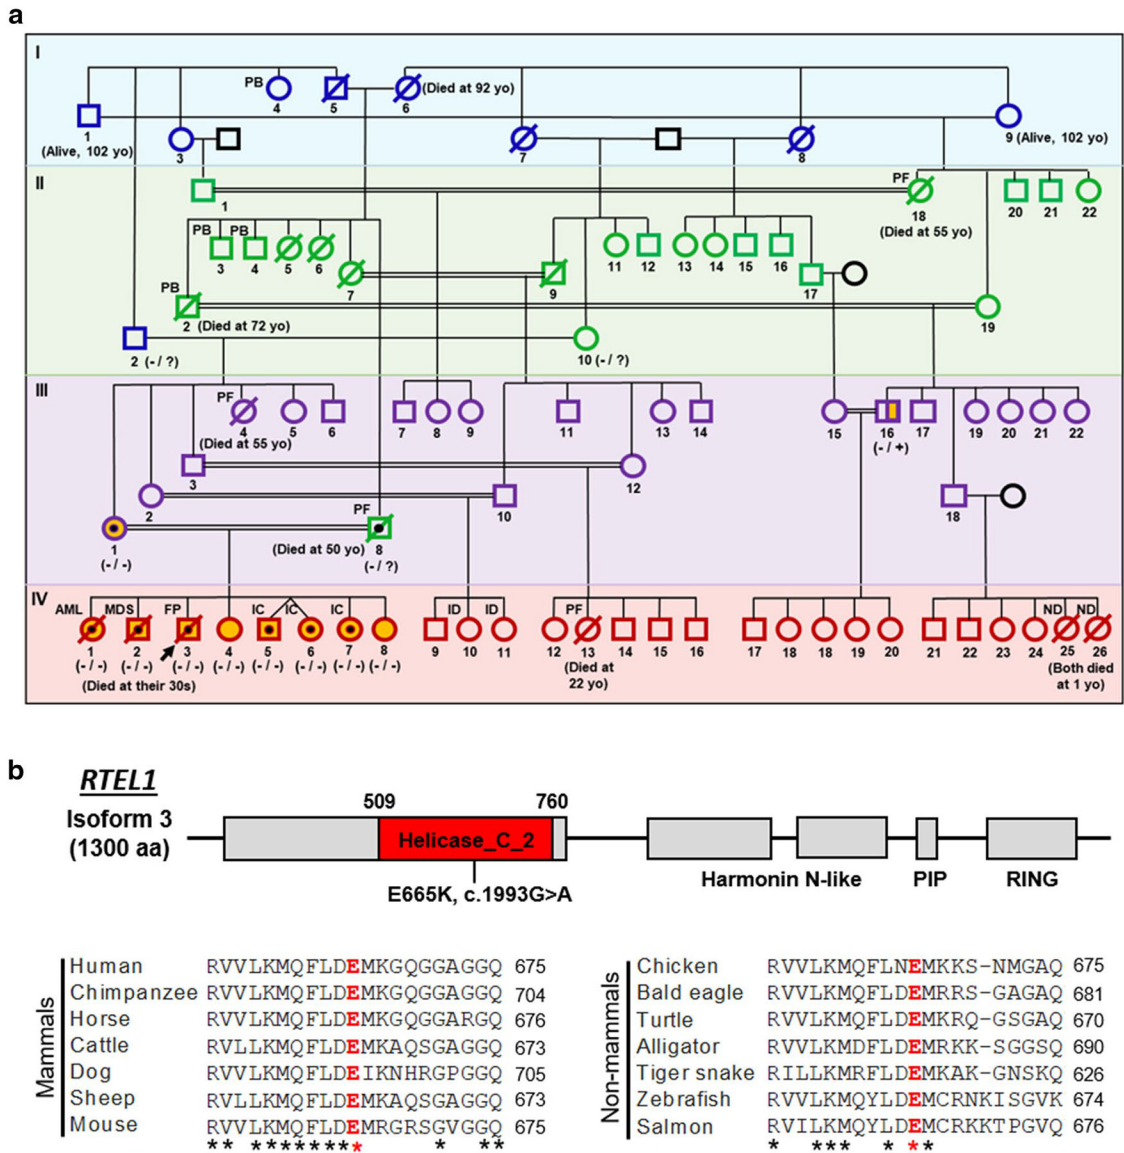 a
I
PB
4
5
6
(Died at 92 yo)
1
(Alive, 102 yo)
3
7
8
9 (Alive, 102 yo)
II
1
PF
18
(Died at 55 yo)
20
21
22
PB
PB
3
4
5
6
7
9
11
12
13
14
15
16
17
PB
2 (Died at 72 yo)
19
2 (- / ?)
10 (- / ?)
III
PF
4
(Died at 55 yo)
5
6
7
8
9
11
13
14
15
16
(- / +)
17
19
20
21
22
3
12
2
10
18
PF
1
(- / -)
(Died at 50 yo)
8
(- / ?)
IV
AML
MDS
FP
IC
IC
IC
ID
ID
PF
ND
ND
1
2
3
4
5
6
7
8
9
10
11
12
13
14
15
16
17
18
18
19
20
21
22
23
24
25
26
(- / -)
(- / -)
(- / -)
(- / -)
(- / -)
(- / -)
(- / -)
(- / -)
(Died at their 30s)
(Died at
22 yo)
(Both died
at 1 yo)
b
RTEL1
Isoform 3
(1300 aa)
509
760
Helicase_C_2
E665K, c.1993G>A
Harmonin N-like
PIP
RING
Mammals
Human RVVLKMQFLDEMKGQGGAGGQ 675
Chimpanzee RVVLKMQFLDEMKGQGGAGGQ 704
Horse RVVLKMQFLDEMKGQGGARGQ 676
Cattle RVLLKMQFLDEMKAQSGAGGQ 673
Dog RVVLKMQFLDEIKNHRGPGGQ 705
Sheep RVVLKMQFLDEMKAQSGAGGQ 673
Mouse RVVLKMQFLDEMRGRSGVGGQ 675
** ******** * **
Non-mammals
Chicken RVVLKMQFLNEMKKS-NMGAQ 675
Bald eagle RVVLKMQFLDEMRRS-GAGAQ 681
Turtle RVVLKMQFLDEMKRQ-GSGAQ 670
Alligator RVVLKMDFLDEMRKK-SGGSQ 690
Tiger snake RILLKMRFLDEMKAK-GNSKQ 626
Zebrafish RVVLKMQYLDEMCRNKISGVK 674
Salmon RVILKMQYLDEMCRKKTPGVQ 676
* *** * **